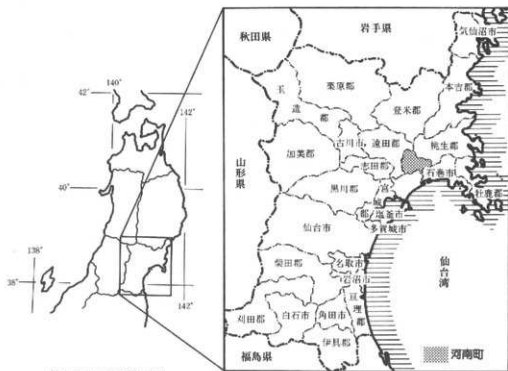 140°
42°
142°
40°
138°
38°
142°
秋田県
岩手県
気仙沼市
玉造郡
栗原郡
本吉郡
登米郡
古川市
遠田郡
桃生郡
加美郡
志田郡
石巻市
牡鹿郡
山形県
黒川郡
宮城郡
塩釜市
多賀城市
仙台市
仙台湾
柴田郡
名取市
岩沼市
亘理郡
刈田郡
白石市
角田市
伊具郡
福島県
河南町